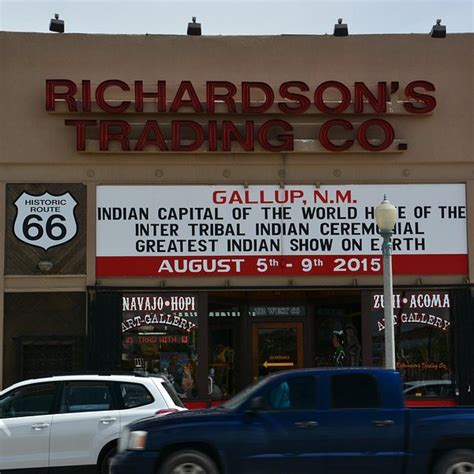 RICHARDSON'S
TRADING CO.
HISTORIC
ROUTE
66
GALLUP, N.M.
INDIAN CAPITAL OF THE WORLD OF THE
INTER TRIBAL INDIAN CEREMONIAL
GREATEST INDIAN SHOW ON EARTH
AUGUST 5th - 9th 2015
NAVAJO•HOPI
ART-GALLERY
ZUNI•ACOMA
ART-GALLERY